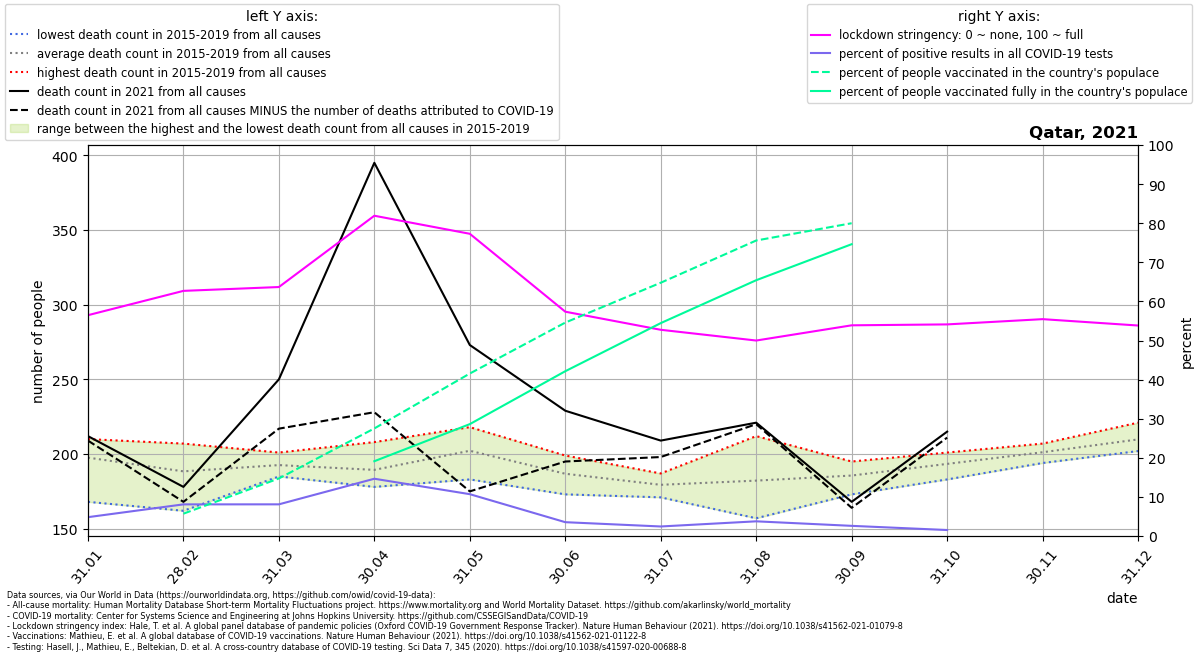 left Y axis:
lowest death count in 2015-2019 from all causes
average death count in 2015-2019 from all causes
highest death count in 2015-2019 from all causes
death count in 2021 from all causes
death count in 2021 from all causes MINUS the number of deaths attributed to COVID-19
range between the highest and the lowest death count from all causes in 2015-2019
right Y axis:
lockdown stringency: 0 ~ none, 100 ~ full
percent of positive results in all COVID-19 tests
percent of people vaccinated in the country's populace
percent of people vaccinated fully in the country's populace
Qatar, 2021
number of people
400
350
300
250
200
150
100
90
80
70
60
50
40
30
20
10
0
percent
31.01
28.02
31.03
30.04
31.05
30.06
31.07
31.08
30.09
31.10
30.11
31.12
date
Data sources, via Our World in Data (https://ourworldindata.org, https://github.com/owid/covid-19-data):
- All-cause mortality: Human Mortality Database Short-term Mortality Fluctuations project. https://www.mortality.org and World Mortality Dataset. https://github.com/akarlinsky/world_mortality
- COVID-19 mortality: Center for Systems Science and Engineering at Johns Hopkins University. https://github.com/CSSEGISandData/COVID-19
- Lockdown stringency index: Hale, T. et al. A global panel database of pandemic policies (Oxford COVID-19 Government Response Tracker). Nature Human Behaviour (2021). https://doi.org/10.1038/s41562-021-01079-8
- Vaccinations: Mathieu, E. et al. A global database of COVID-19 vaccinations. Nature Human Behaviour (2021). https://doi.org/10.1038/s41562-021-01122-8
- Testing: Hasell, J., Mathieu, E., Beltekian, D. et al. A cross-country database of COVID-19 testing. Sci Data 7, 345 (2020). https://doi.org/10.1038/s41597-020-00688-8